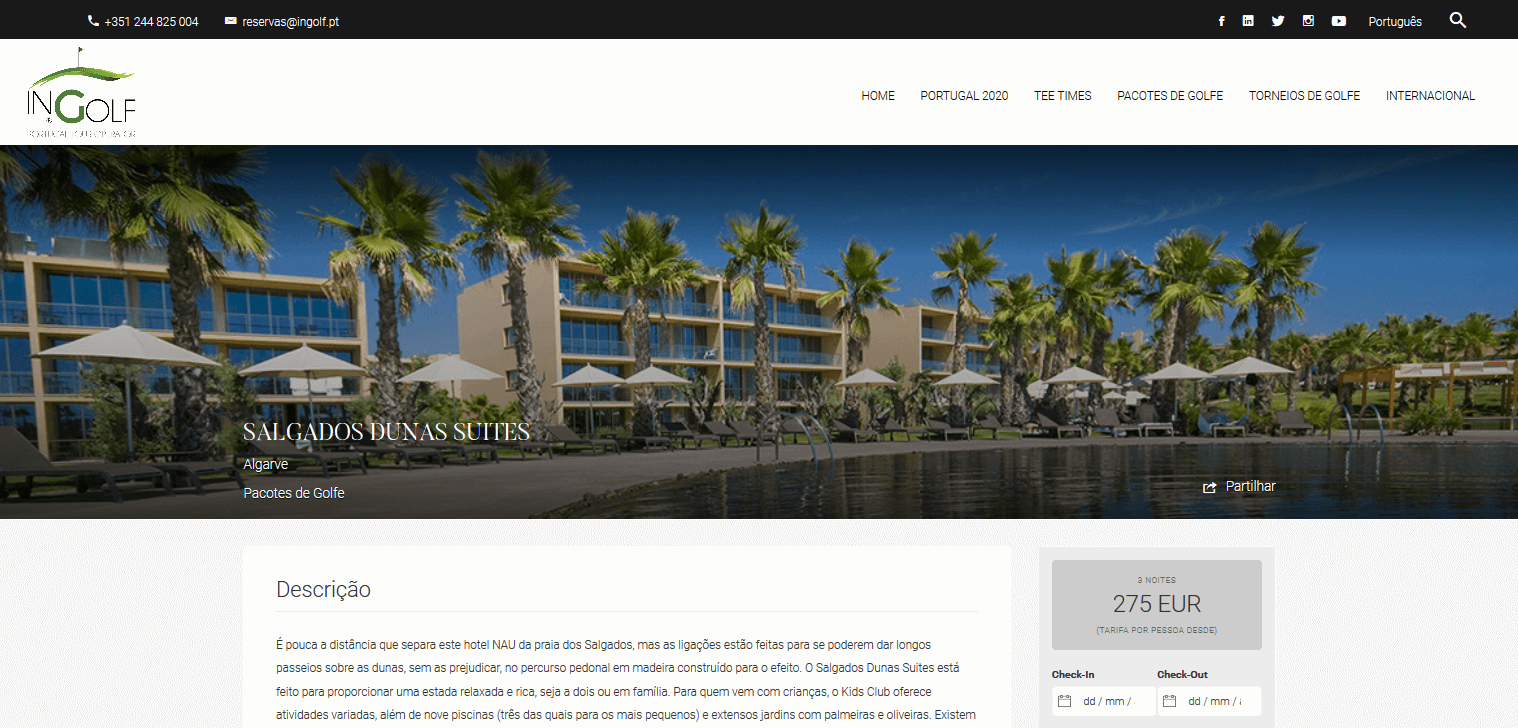 +351 244 825 004
reservas@ingolf.pt
Português
INGOLF
PORTUGAL TOUR OPERATOR
HOME
PORTUGAL 2020
TEE TIMES
PACOTES DE GOLFE
TORNEIOS DE GOLFE
INTERNACIONAL
SALGADOS DUNAS SUITES
Algarve
Pacotes de Golfe
Partilhar
Descrição
É pouca a distância que separa este hotel NAU da praia dos Salgados, mas as ligações estão feitas para se poderem dar longos
passeios sobre as dunas, sem as prejudicar, no percurso pedonal em madeira construído para o efeito. O Salgados Dunas Suites está
feito para proporcionar uma estada relaxada e rica, seja a dois ou em família. Para quem vem com crianças, o Kids Club oferece
atividades variadas, além de nove piscinas (três das quais para os mais pequenos) e extensos jardins com palmeiras e oliveiras. Existem
3 NOITES
275 EUR
(TARIFA POR PESSOA DESDE)
Check-In
Check-Out
dd / mm /
dd / mm /